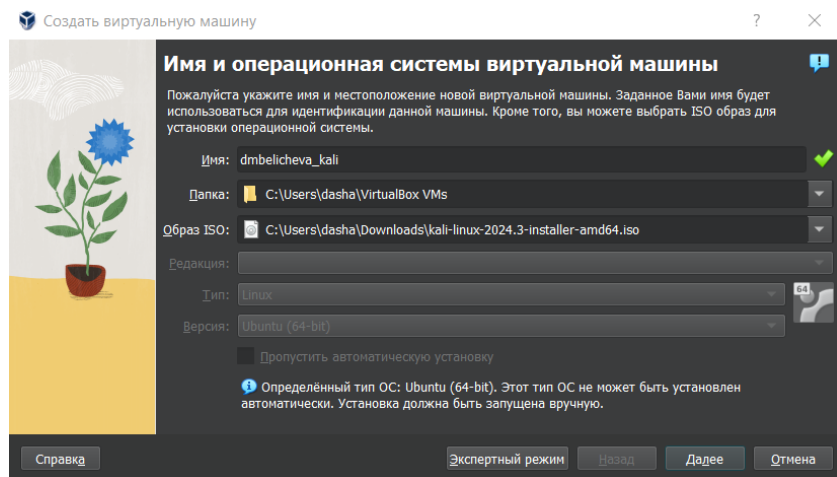 Создать виртуальную машину
Имя и операционная системы виртуальной машины
Пожалуйста укажите имя и местоположение новой виртуальной машины. Заданное Вами имя будет
использоваться для идентификации данной машины. Кроме того, вы можете выбрать ISO образ для
установки операционной системы.
Имя: dmbelicheva_kali
Папка: C:\Users\dasha\VirtualBox VMs
Образ ISO: C:\Users\dasha\Downloads\kali-linux-2024.3-installer-amd64.iso
Редакция:
Тип: Linux
64
Версия: Ubuntu (64-bit)
Пропустить автоматическую установку
Определённый тип ОС: Ubuntu (64-bit). Этот тип ОС не может быть установлен
автоматически. Установка должна быть запущена вручную.
Справка Экспертный режим Назад Далее Отмена